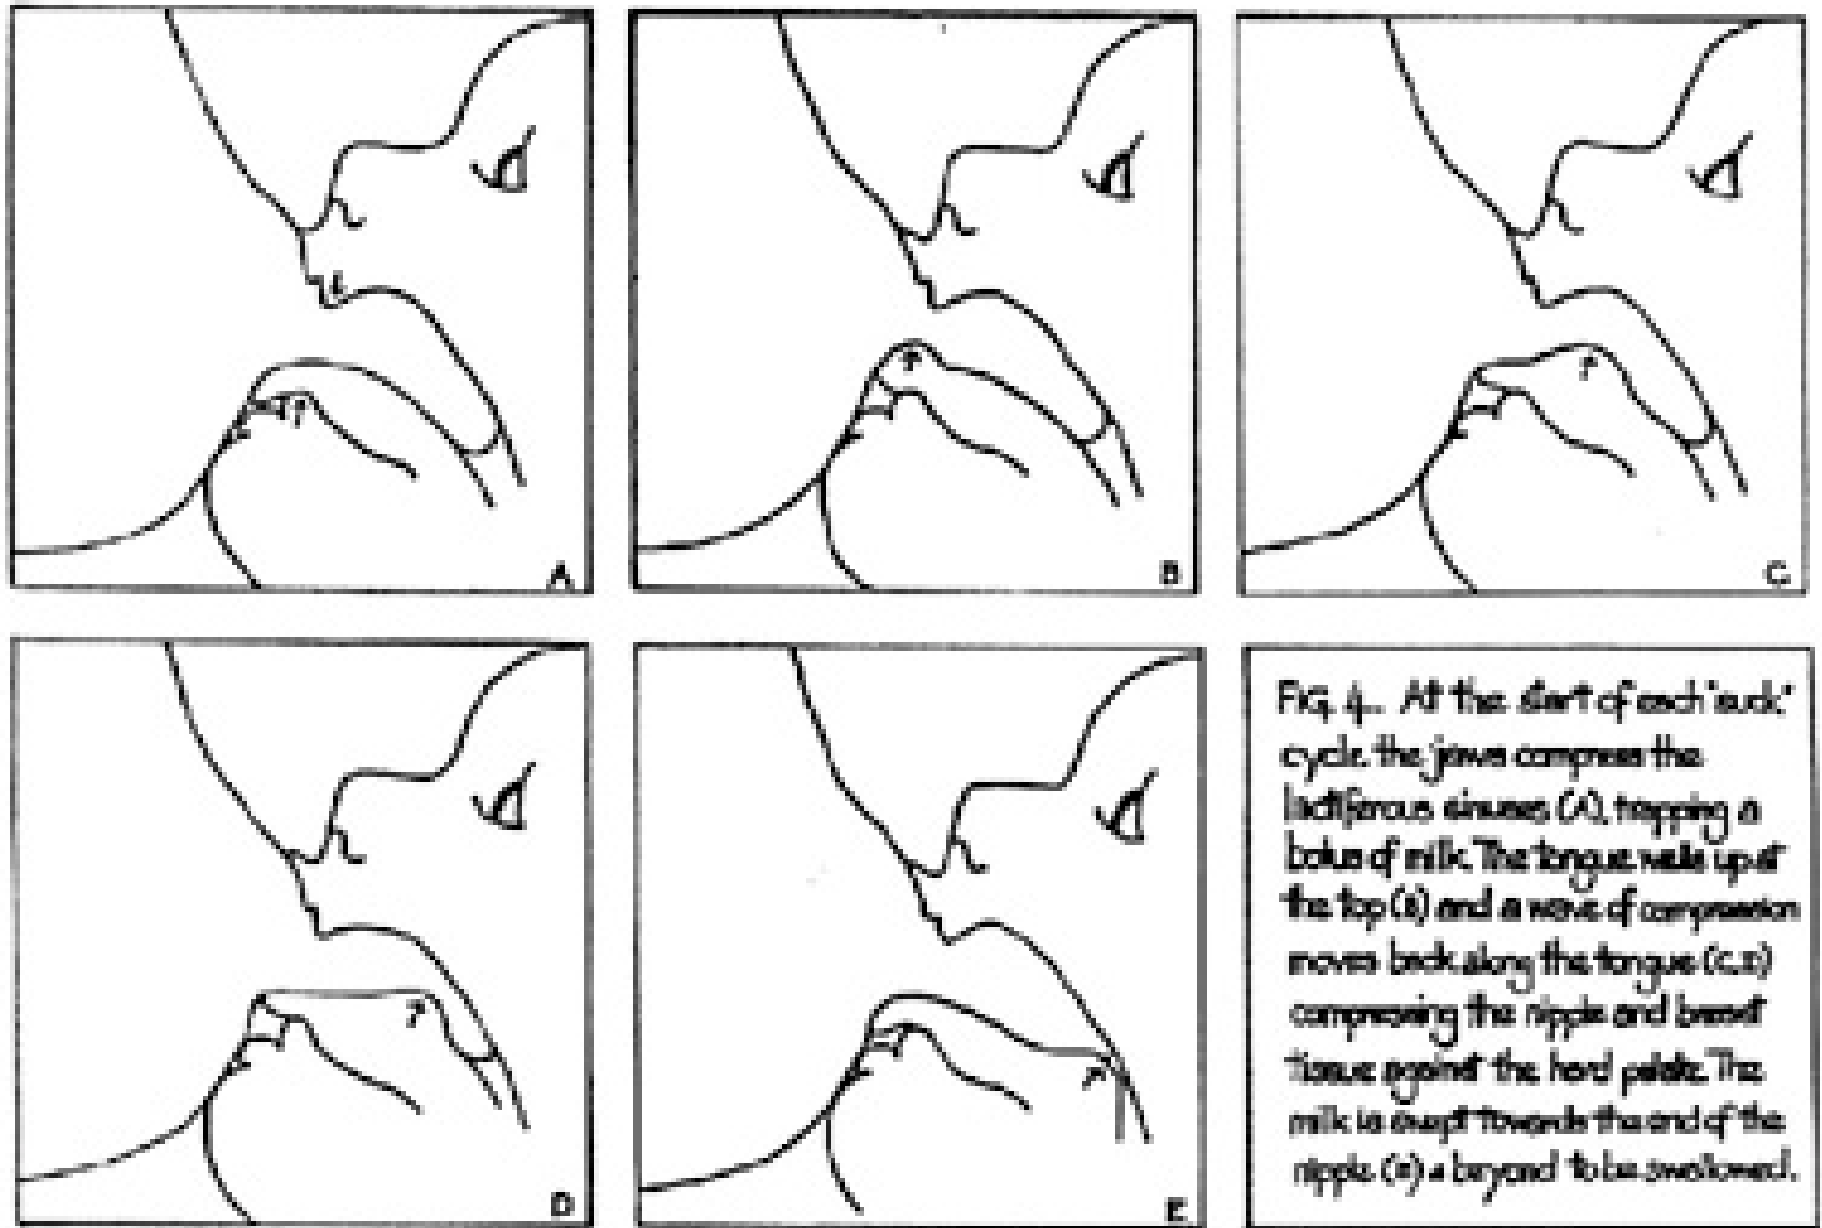 A
B
C
D
E
FIG. 4. At the start of each "suck"
cycle the jaws compress the
lactiferous sinuses (A), trapping a
bolus of milk. The tongue wells up at
the top (B) and a wave of compression
moves back along the tongue (C, D)
compressing the nipple and breast
tissue against the hard palate. The
milk is swept towards the end of the
nipple (E) & beyond to be swallowed.